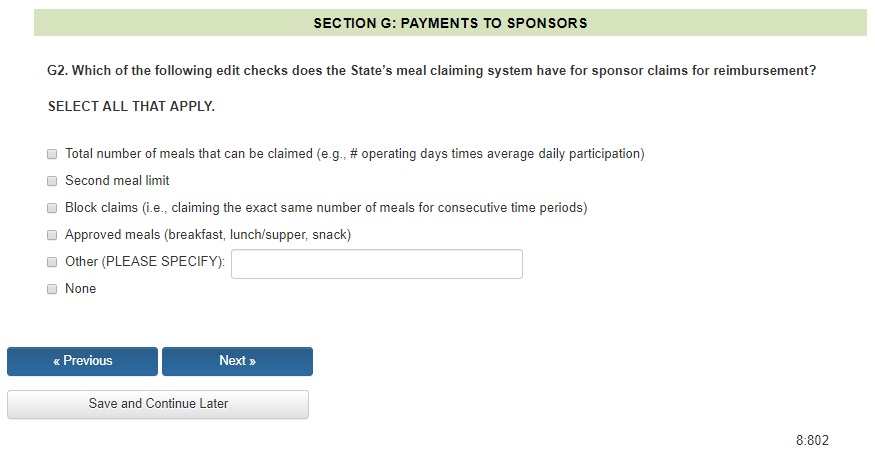 SECTION G: PAYMENTS TO SPONSORS
G2. Which of the following edit checks does the State’s meal claiming system have for sponsor claims for reimbursement?
SELECT ALL THAT APPLY.
Total number of meals that can be claimed (e.g., # operating days times average daily participation)
Second meal limit
Block claims (i.e., claiming the exact same number of meals for consecutive time periods)
Approved meals (breakfast, lunch/supper, snack)
Other (PLEASE SPECIFY):
None
« Previous
Next »
Save and Continue Later
8:802